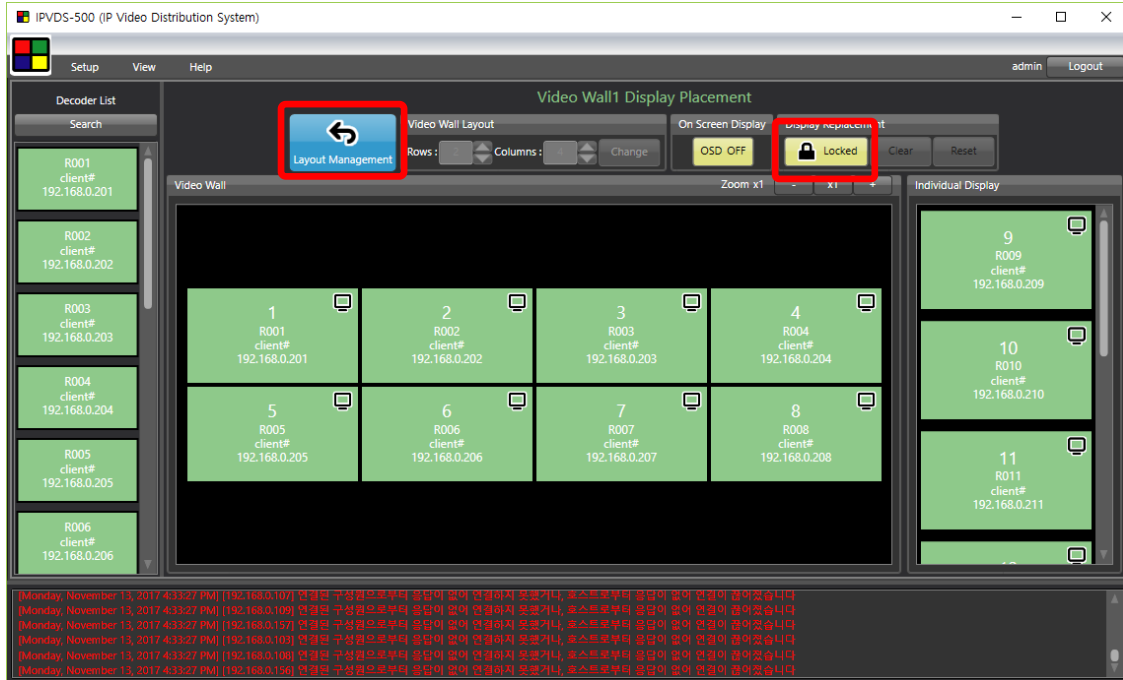 IPVDS-500 (IP Video Distribution System)
Setup View Help admin Logout
Decoder List
Search
R001
client#
192.168.0.201
R002
client#
192.168.0.202
R003
client#
192.168.0.203
R004
client#
192.168.0.204
R005
client#
192.168.0.205
R006
client#
192.168.0.206
Video Wall1 Display Placement
Layout Management
Video Wall Layout
Rows : 2 Columns : 4 Change
On Screen Display
OSD OFF
Display Replacement
Locked Clear Reset
Video Wall Zoom x1 - x1 +
1
R001
client#
192.168.0.201
2
R002
client#
192.168.0.202
3
R003
client#
192.168.0.203
4
R004
client#
192.168.0.204
5
R005
client#
192.168.0.205
6
R006
client#
192.168.0.206
7
R007
client#
192.168.0.207
8
R008
client#
192.168.0.208
Individual Display
9
R009
client#
192.168.0.209
10
R010
client#
192.168.0.210
11
R011
client#
192.168.0.211
[Monday, November 13, 2017 4:33:27 PM] [192.168.0.107] 연결된 구성원으로부터 응답이 없어 연결하지 못했거나, 호스트로부터 응답이 없어 연결이 끊어졌습니다
[Monday, November 13, 2017 4:33:27 PM] [192.168.0.109] 연결된 구성원으로부터 응답이 없어 연결하지 못했거나, 호스트로부터 응답이 없어 연결이 끊어졌습니다
[Monday, November 13, 2017 4:33:27 PM] [192.168.0.157] 연결된 구성원으로부터 응답이 없어 연결하지 못했거나, 호스트로부터 응답이 없어 연결이 끊어졌습니다
[Monday, November 13, 2017 4:33:27 PM] [192.168.0.103] 연결된 구성원으로부터 응답이 없어 연결하지 못했거나, 호스트로부터 응답이 없어 연결이 끊어졌습니다
[Monday, November 13, 2017 4:33:27 PM] [192.168.0.108] 연결된 구성원으로부터 응답이 없어 연결하지 못했거나, 호스트로부터 응답이 없어 연결이 끊어졌습니다
[Monday, November 13, 2017 4:33:27 PM] [192.168.0.156] 연결된 구성원으로부터 응답이 없어 연결하지 못했거나, 호스트로부터 응답이 없어 연결이 끊어졌습니다